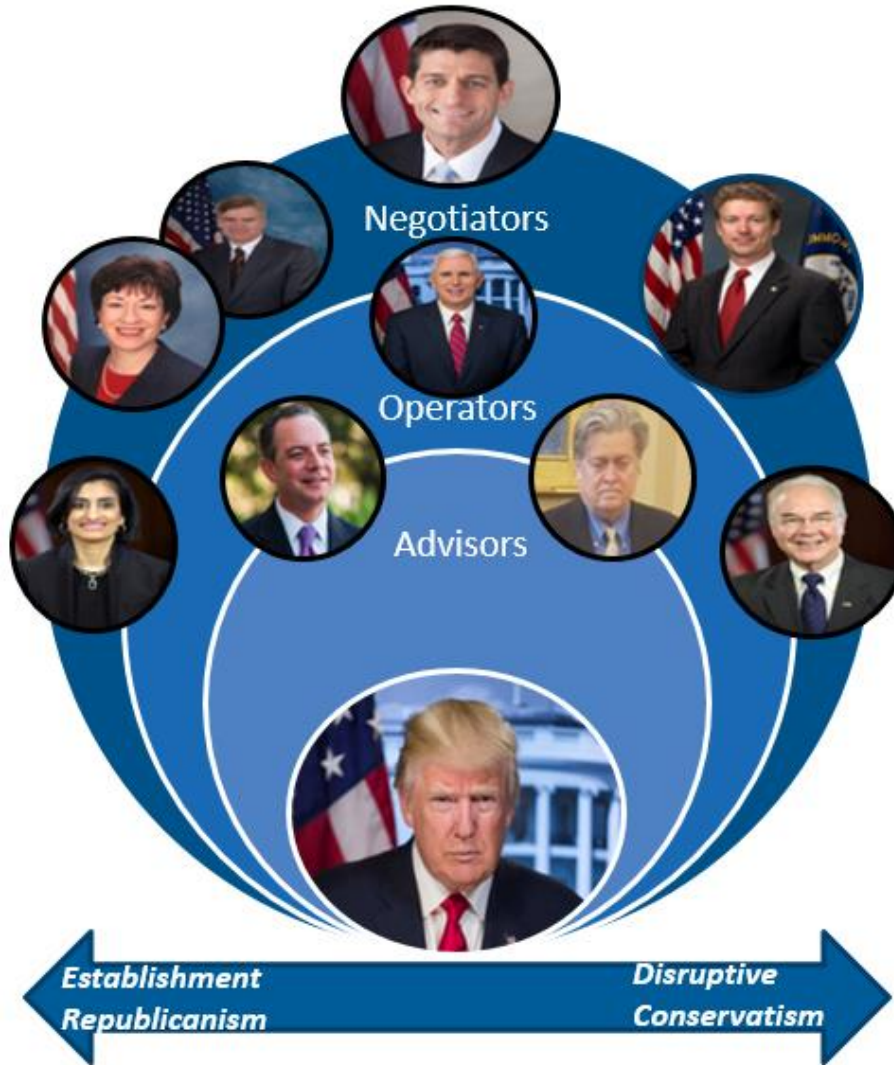 Negotiators
Operators
Advisors
Establishment
Republicanism
Disruptive
Conservatism